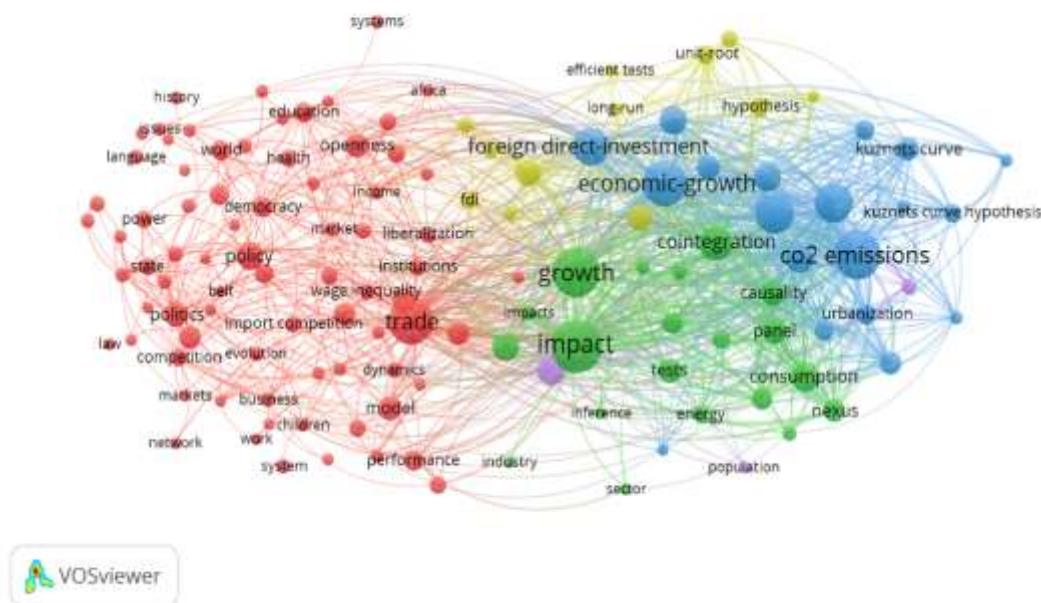 systems
unit-root
efficient tests
history
africa
education
long-run
hypothesis
issues
world
openness
foreign direct-investment
kuznets curve
language
health
income
economic-growth
fdi
democracy
kuznets curve hypothesis
power
market
liberalization
cointegration
policy
co2 emissions
state
institutions
growth
belt
wage inequality
causality
politics
import competition
trade
impacts
urbanization
law
impact
panel
competition
evolution
dynamics
tests
consumption
markets
business
model
inference
energy
nexus
children
network
work
system
performance
industry
population
sector
VOSviewer